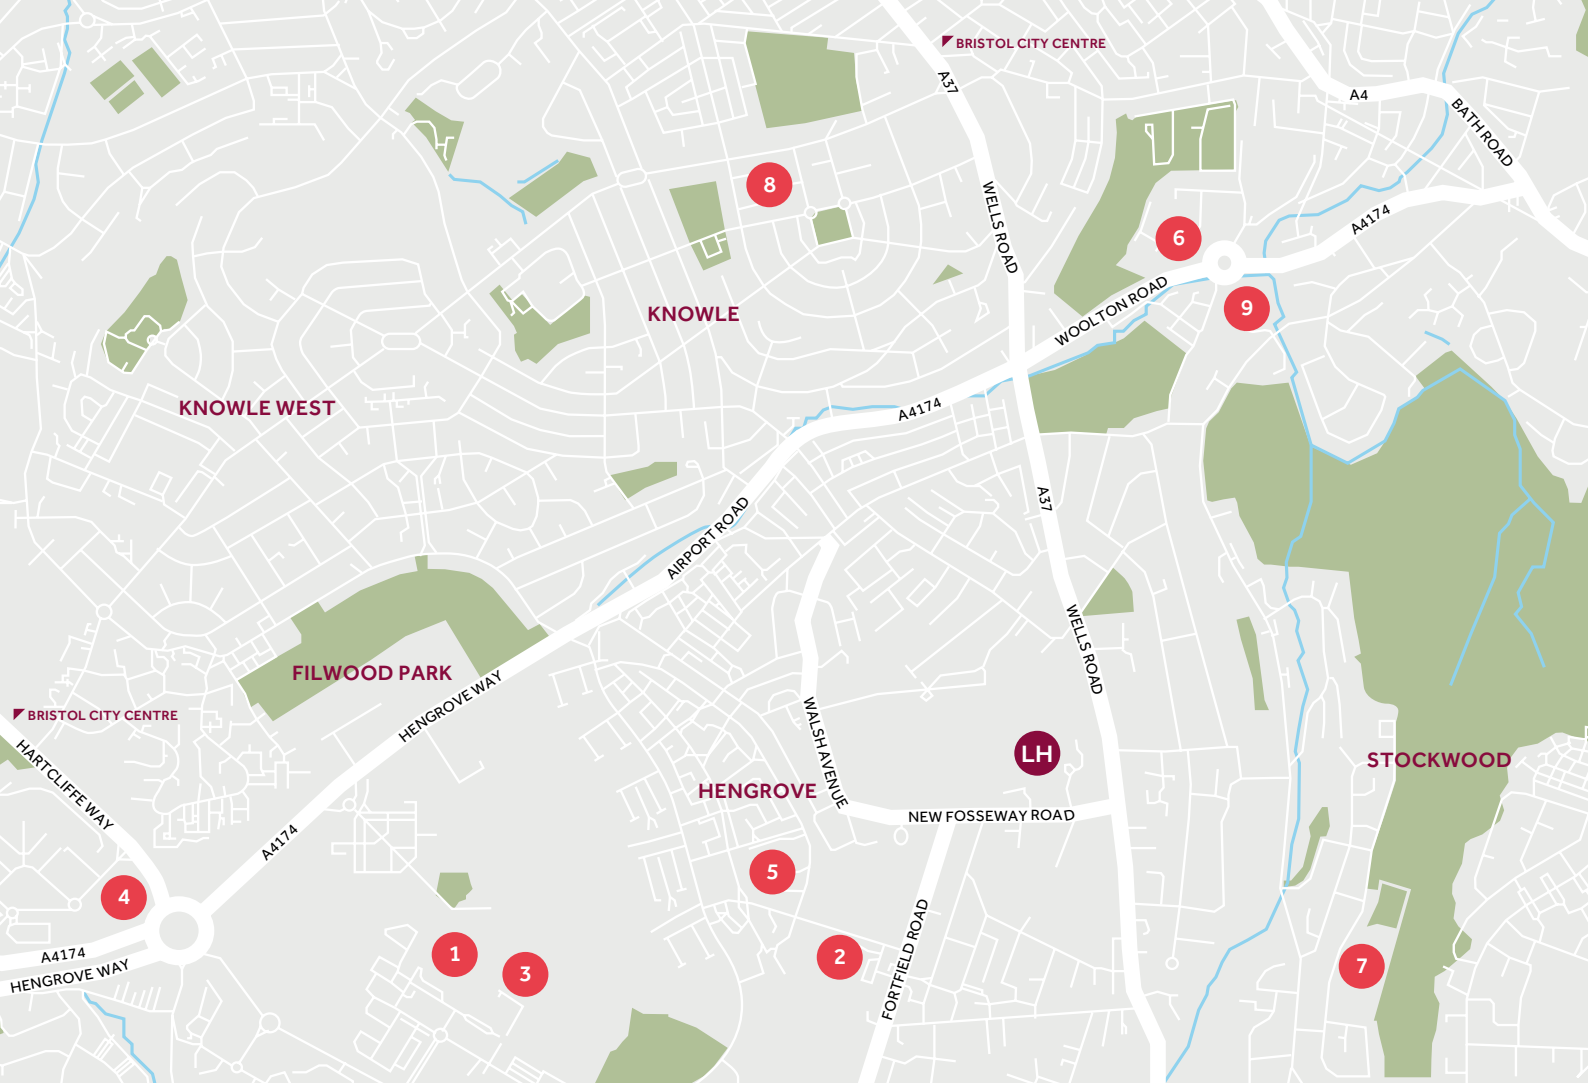 BRISTOL CITY CENTRE
A37
A4
BATH ROAD
8
WELLS ROAD
A4174
6
WOOLTON ROAD
9
KNOWLE
KNOWLE WEST
A4174
A37
AIRPORT ROAD
WELLS ROAD
FILWOOD PARK
HENGROVE WAY
BRISTOL CITY CENTRE
HARTCLIFFE WAY
WALSH AVENUE
LH
STOCKWOOD
HENGROVE
NEW FOSSEWAY ROAD
A4174
5
4
FORTFIELD ROAD
A4174
HENGROVE WAY
1
3
2
7